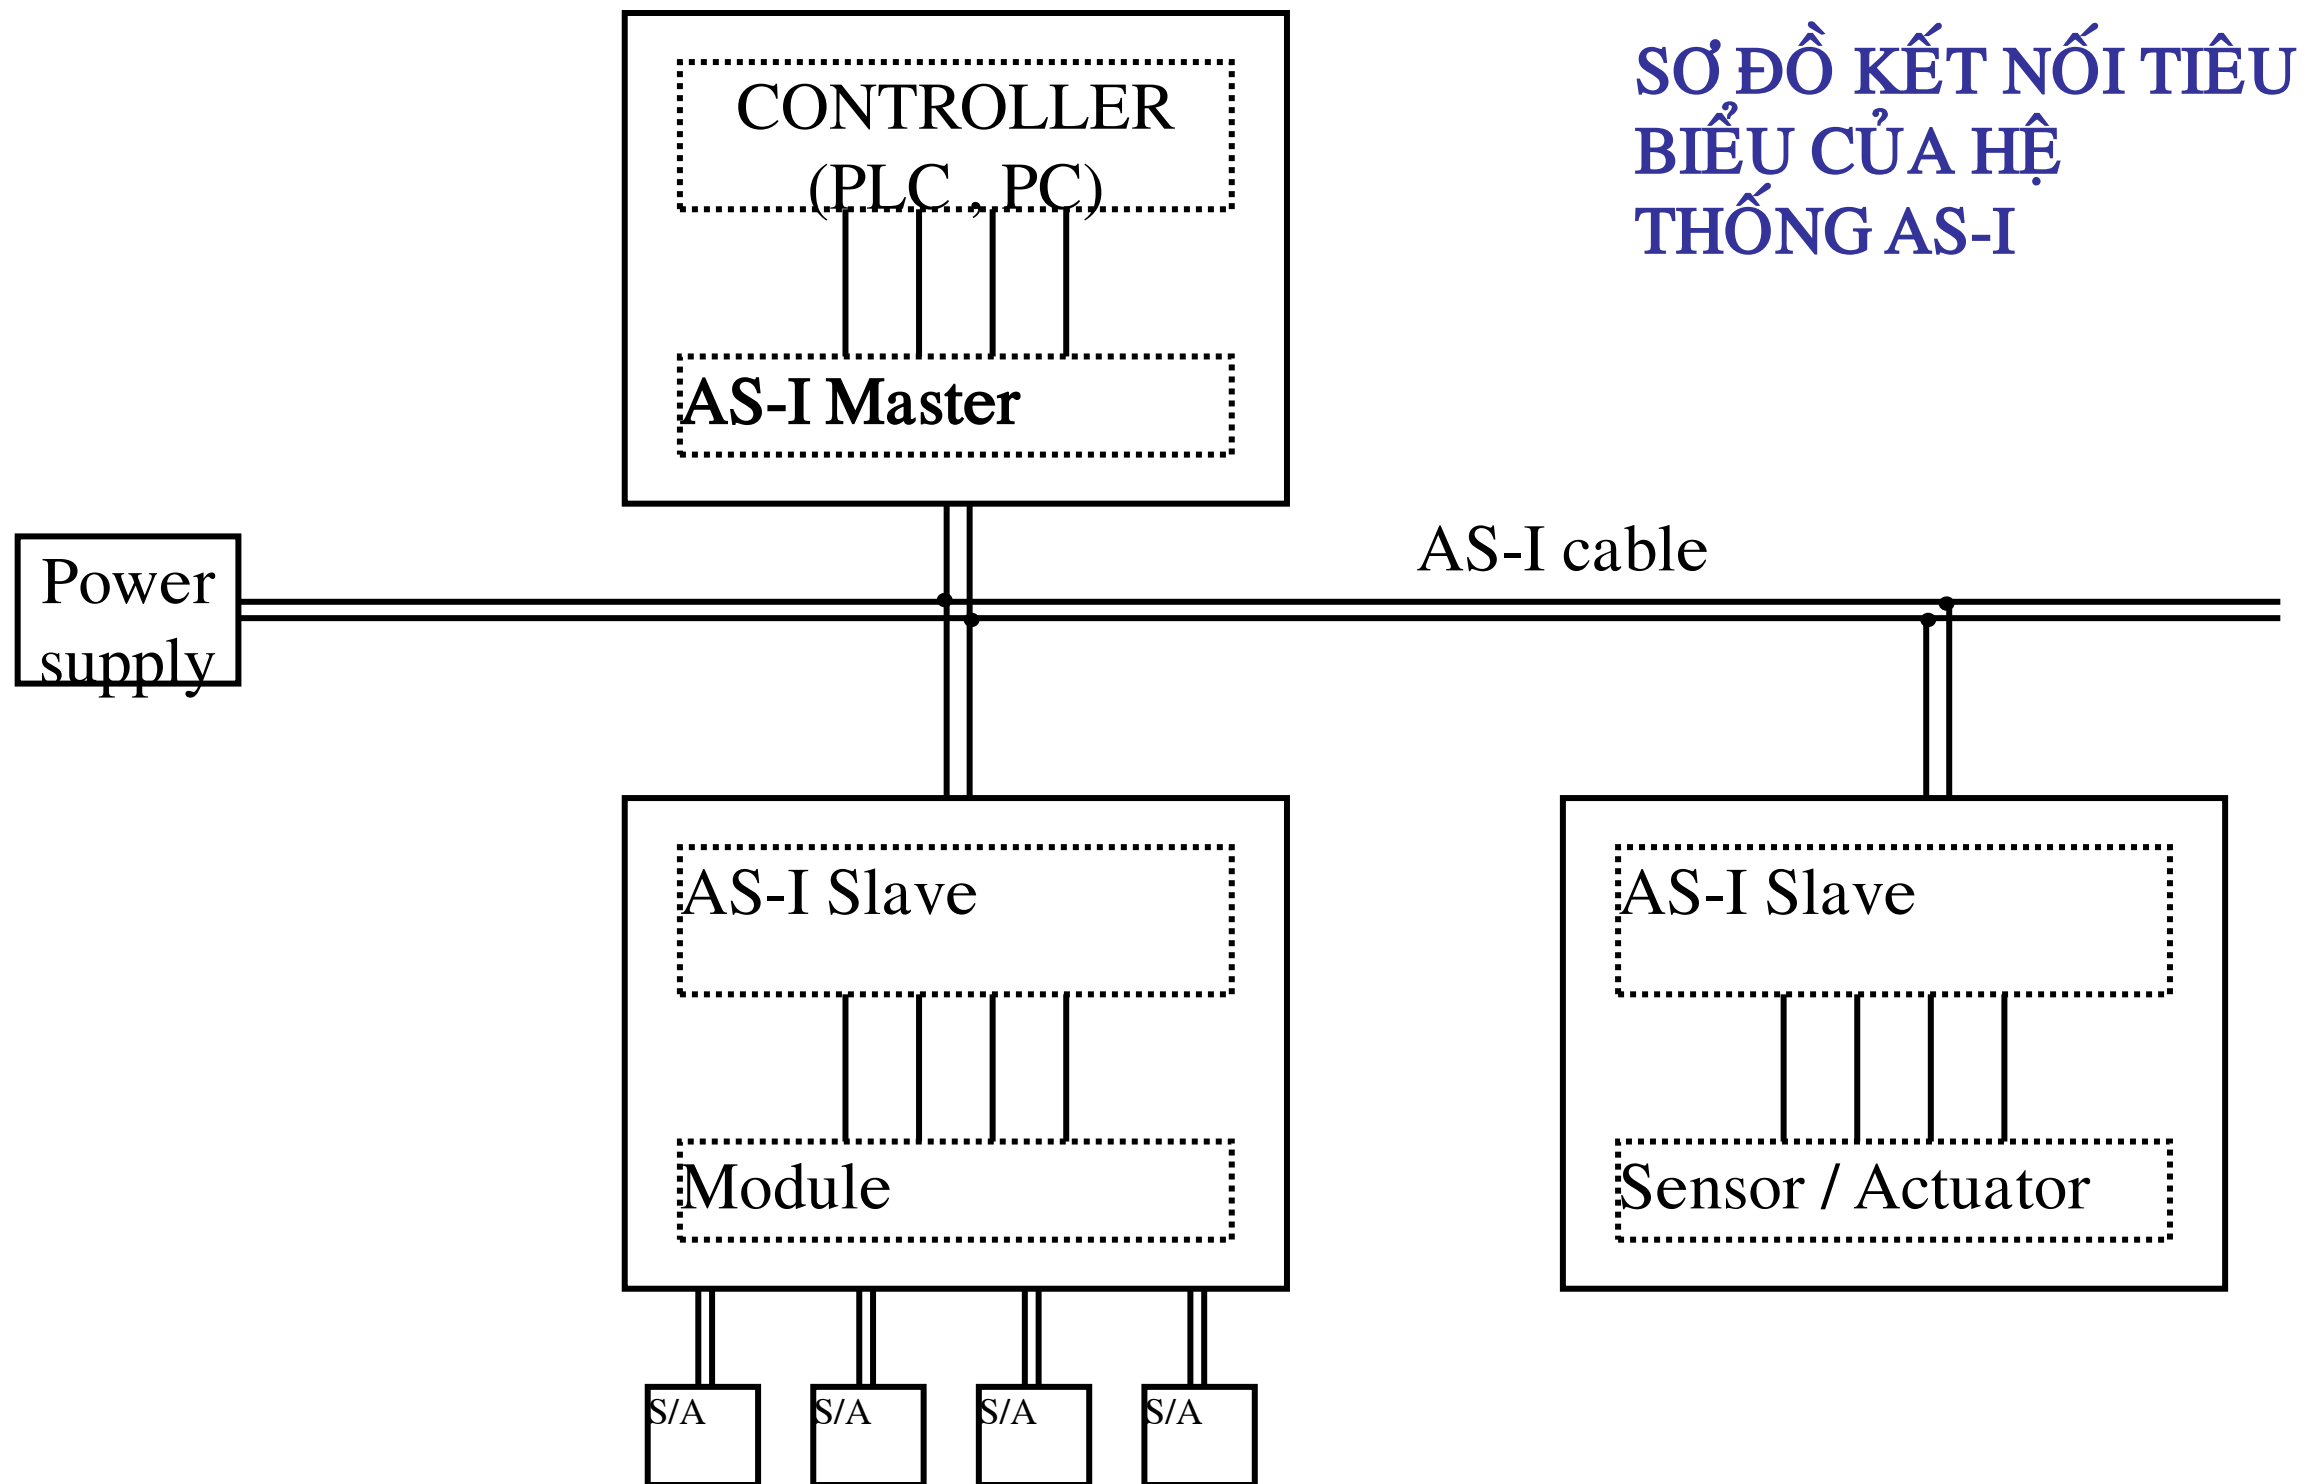 SƠ ĐỒ KẾT NỐI TIÊU
BIỂU CỦA HỆ
THỐNG AS-I
CONTROLLER
(PLC , PC)
AS-I Master
Power
supply
AS-I cable
AS-I Slave
Module
AS-I Slave
Sensor / Actuator
S/A
S/A
S/A
S/A